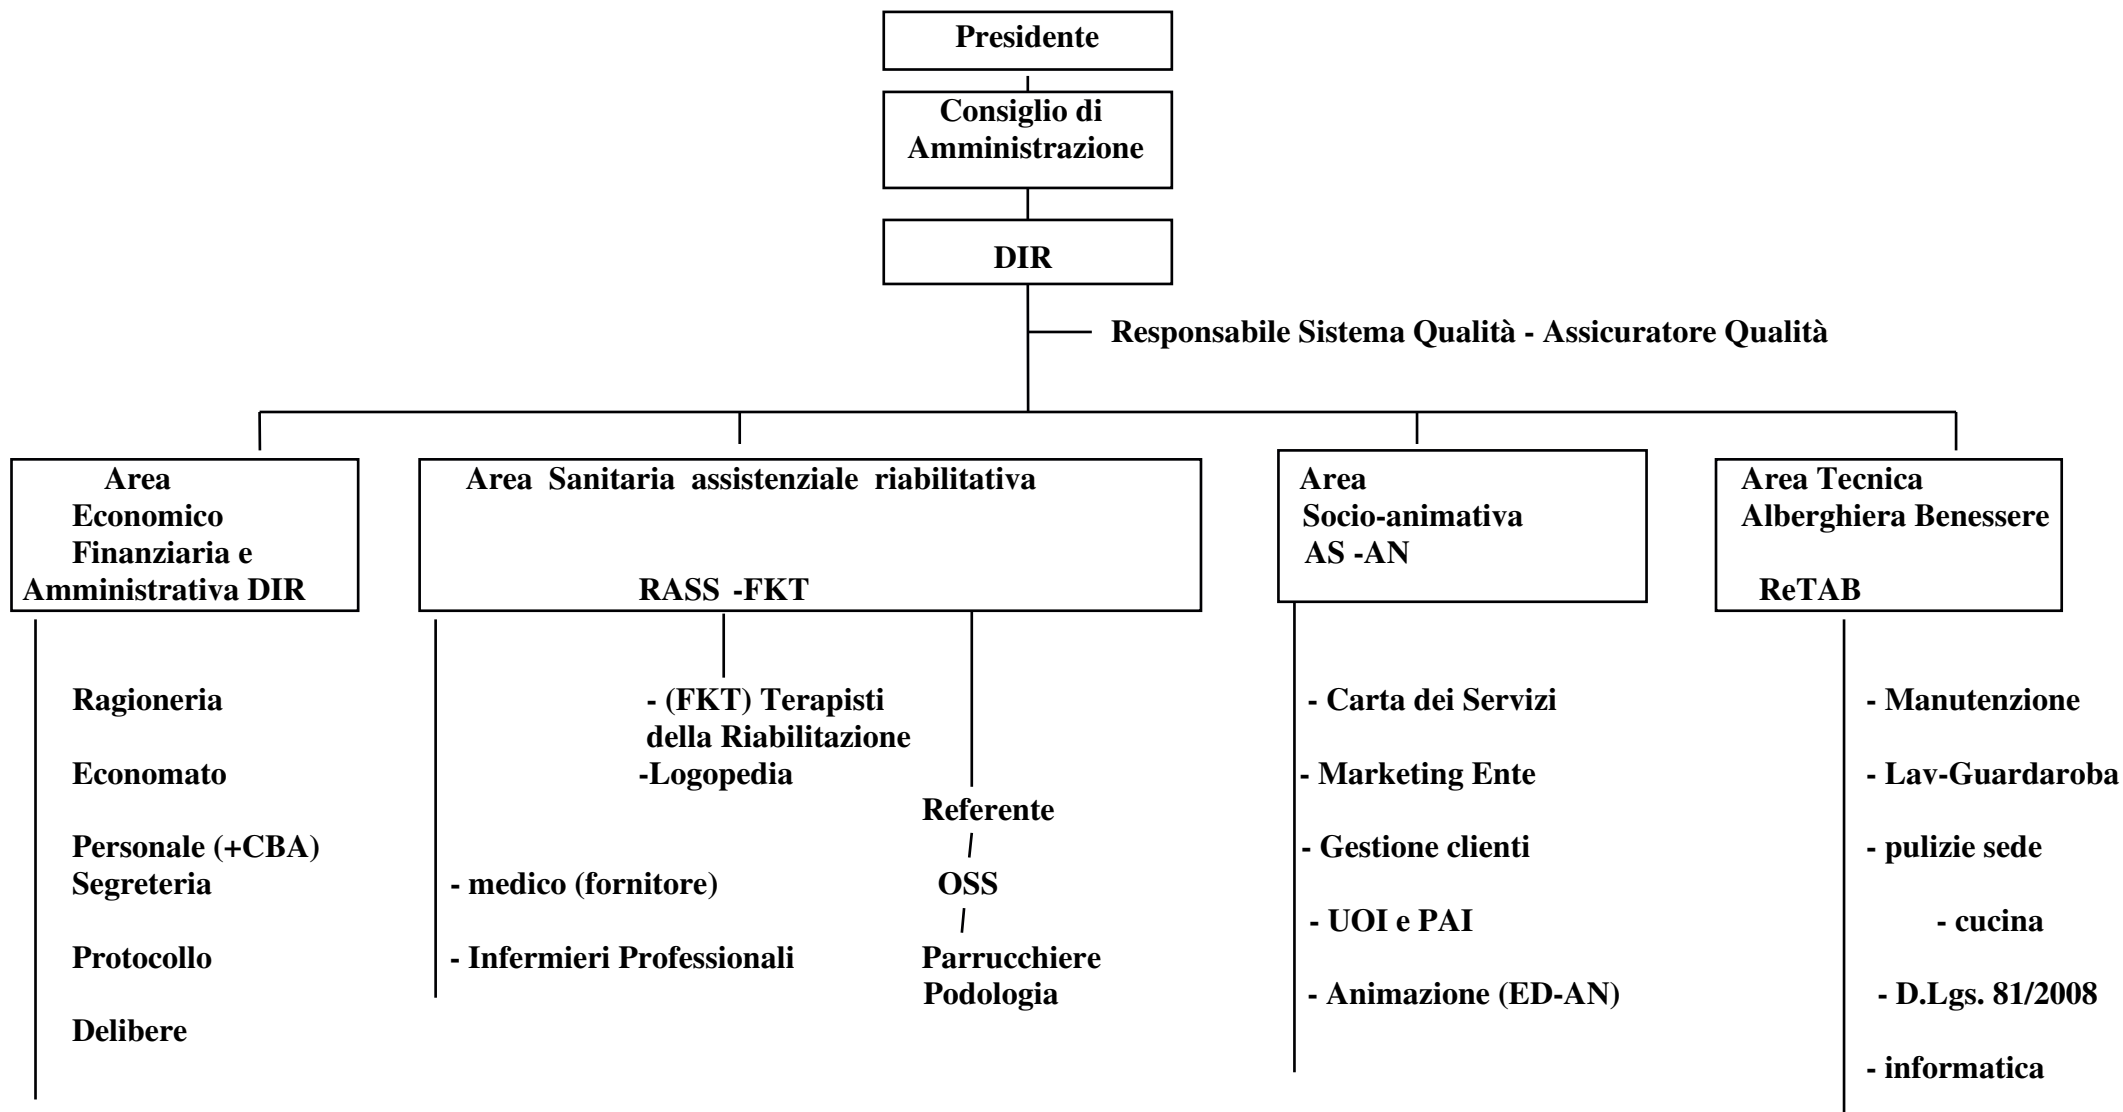 Presidente
Consiglio di
Amministrazione
DIR
Responsabile Sistema Qualità - Assicuratore Qualità
Area
Economico
Finanziaria e
Amministrativa DIR
Ragioneria
Economato
Personale (+CBA)
Segreteria
Protocollo
Delibere
Area Sanitaria assistenziale riabilitativa
RASS -FKT
- medico (fornitore)
- Infermieri Professionali
- (FKT) Terapisti
della Riabilitazione
-Logopedia
Referente
OSS
Parrucchiere
Podologia
Area
Socio-animativa
AS -AN
- Carta dei Servizi
- Marketing Ente
- Gestione clienti
- UOI e PAI
- Animazione (ED-AN)
Area Tecnica
Alberghiera Benessere
ReTAB
- Manutenzione
- Lav-Guardaroba
- pulizie sede
- cucina
- D.Lgs. 81/2008
- informatica